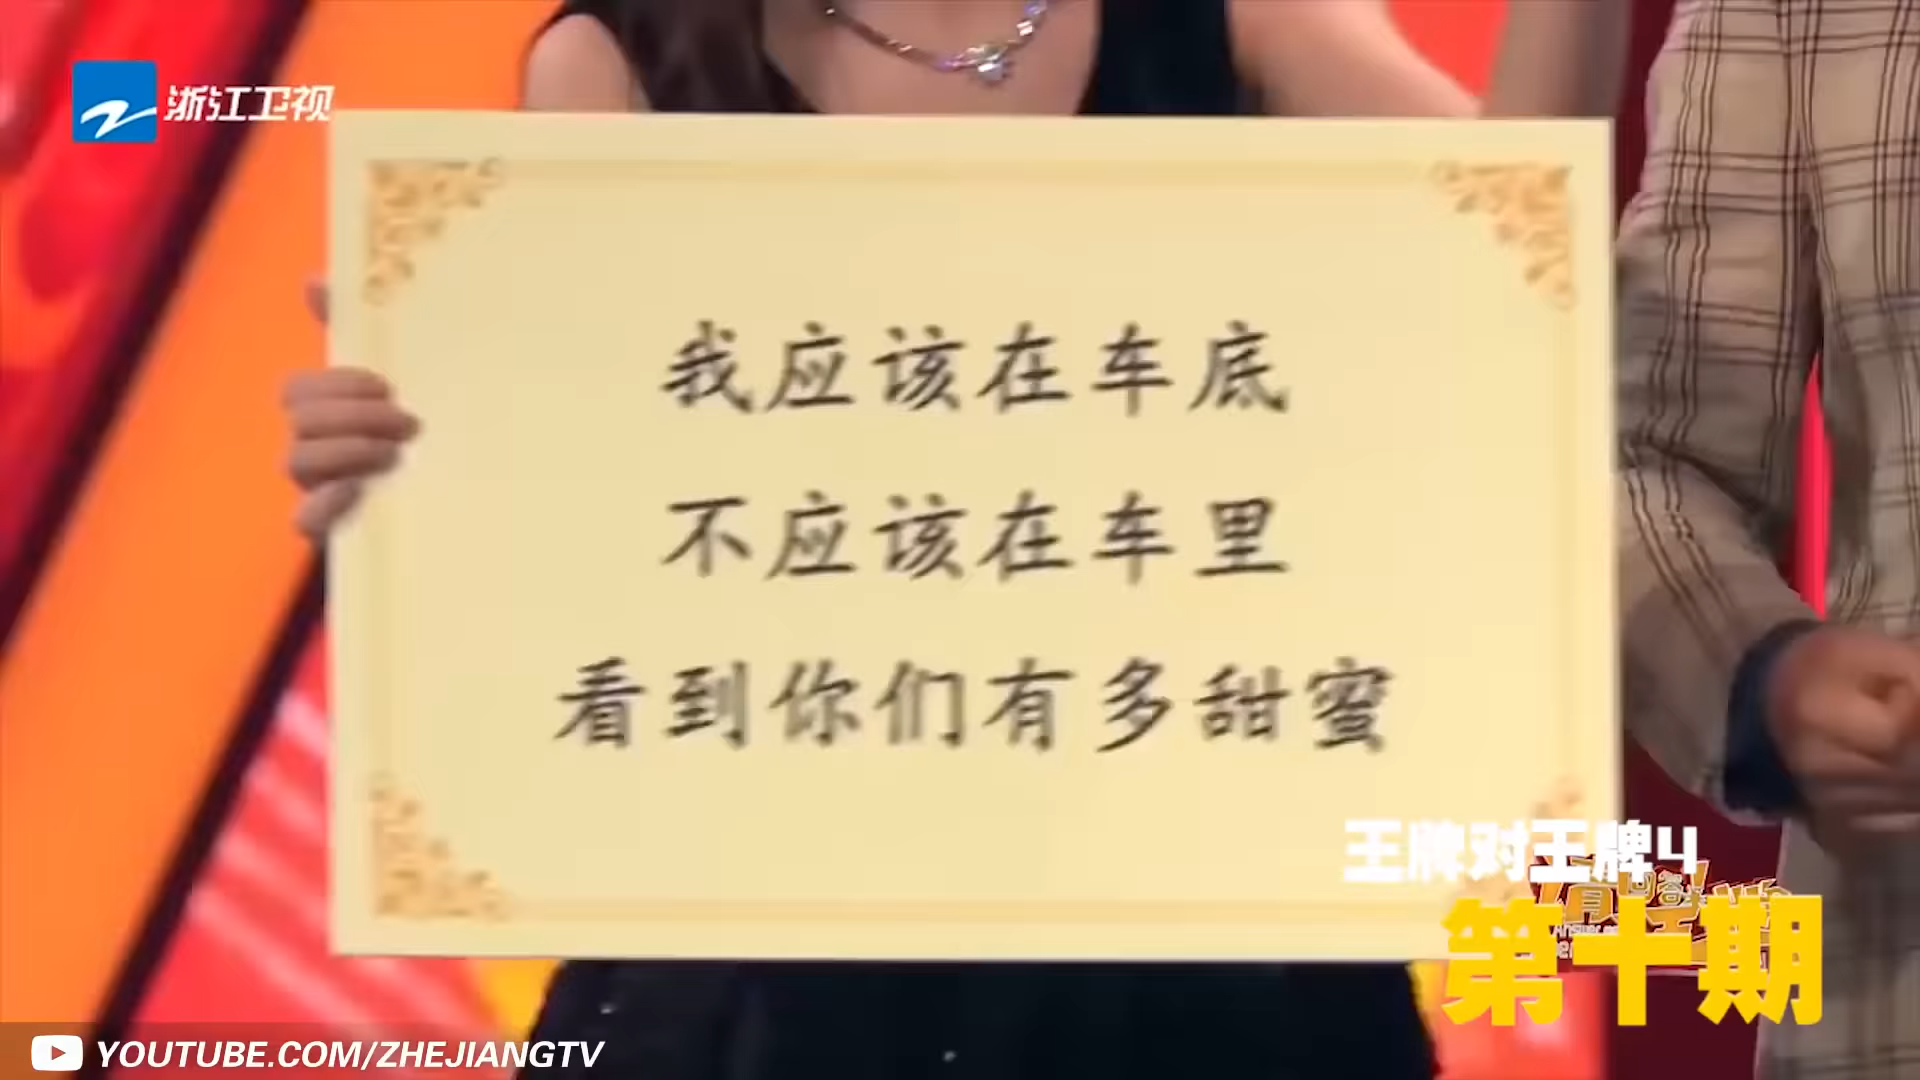 浙江卫视
我应该在车底
不应该在车里
看到你们有多甜蜜
王牌对王牌4
第十期
YOUTUBE.COM/ZHEJIANGTV